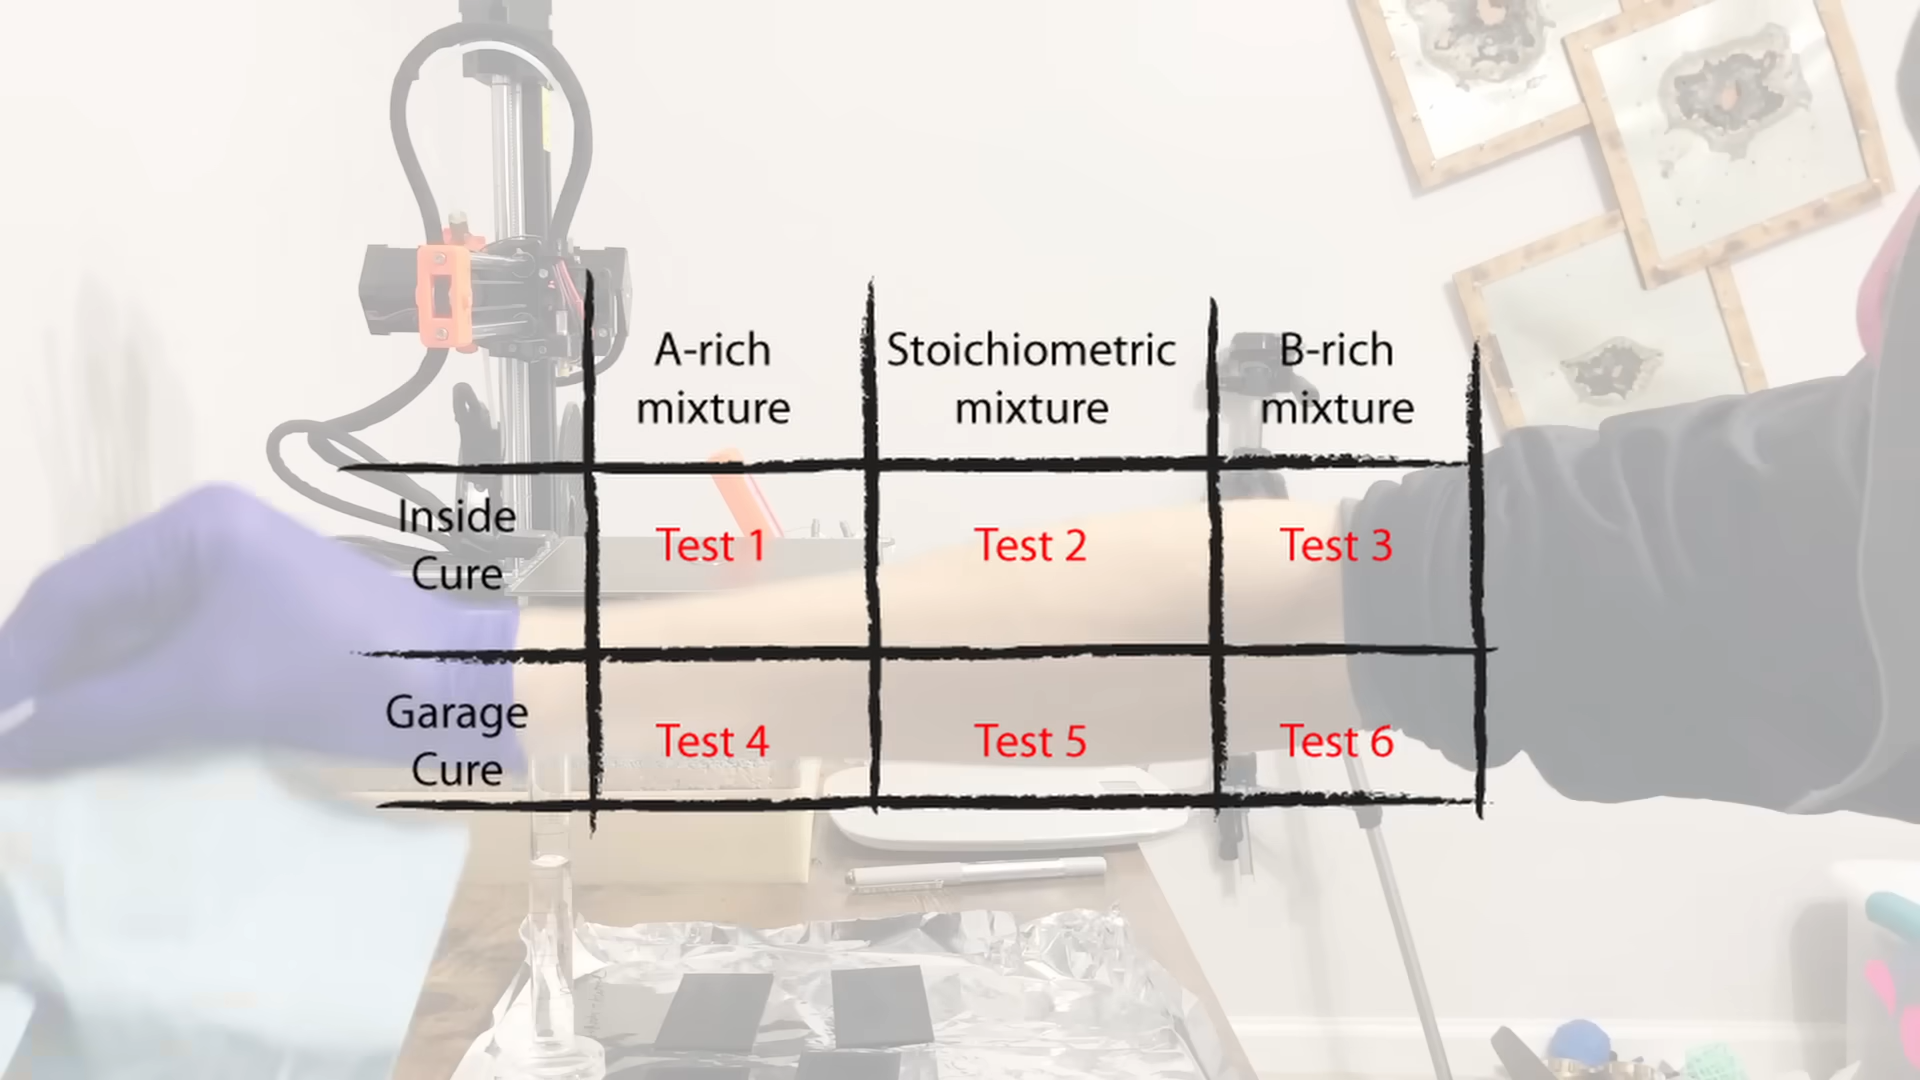 A-rich
mixture
Stoichiometric
mixture
B-rich
mixture
Inside
Cure
Test 1
Test 2
Test 3
Garage
Cure
Test 4
Test 5
Test 6